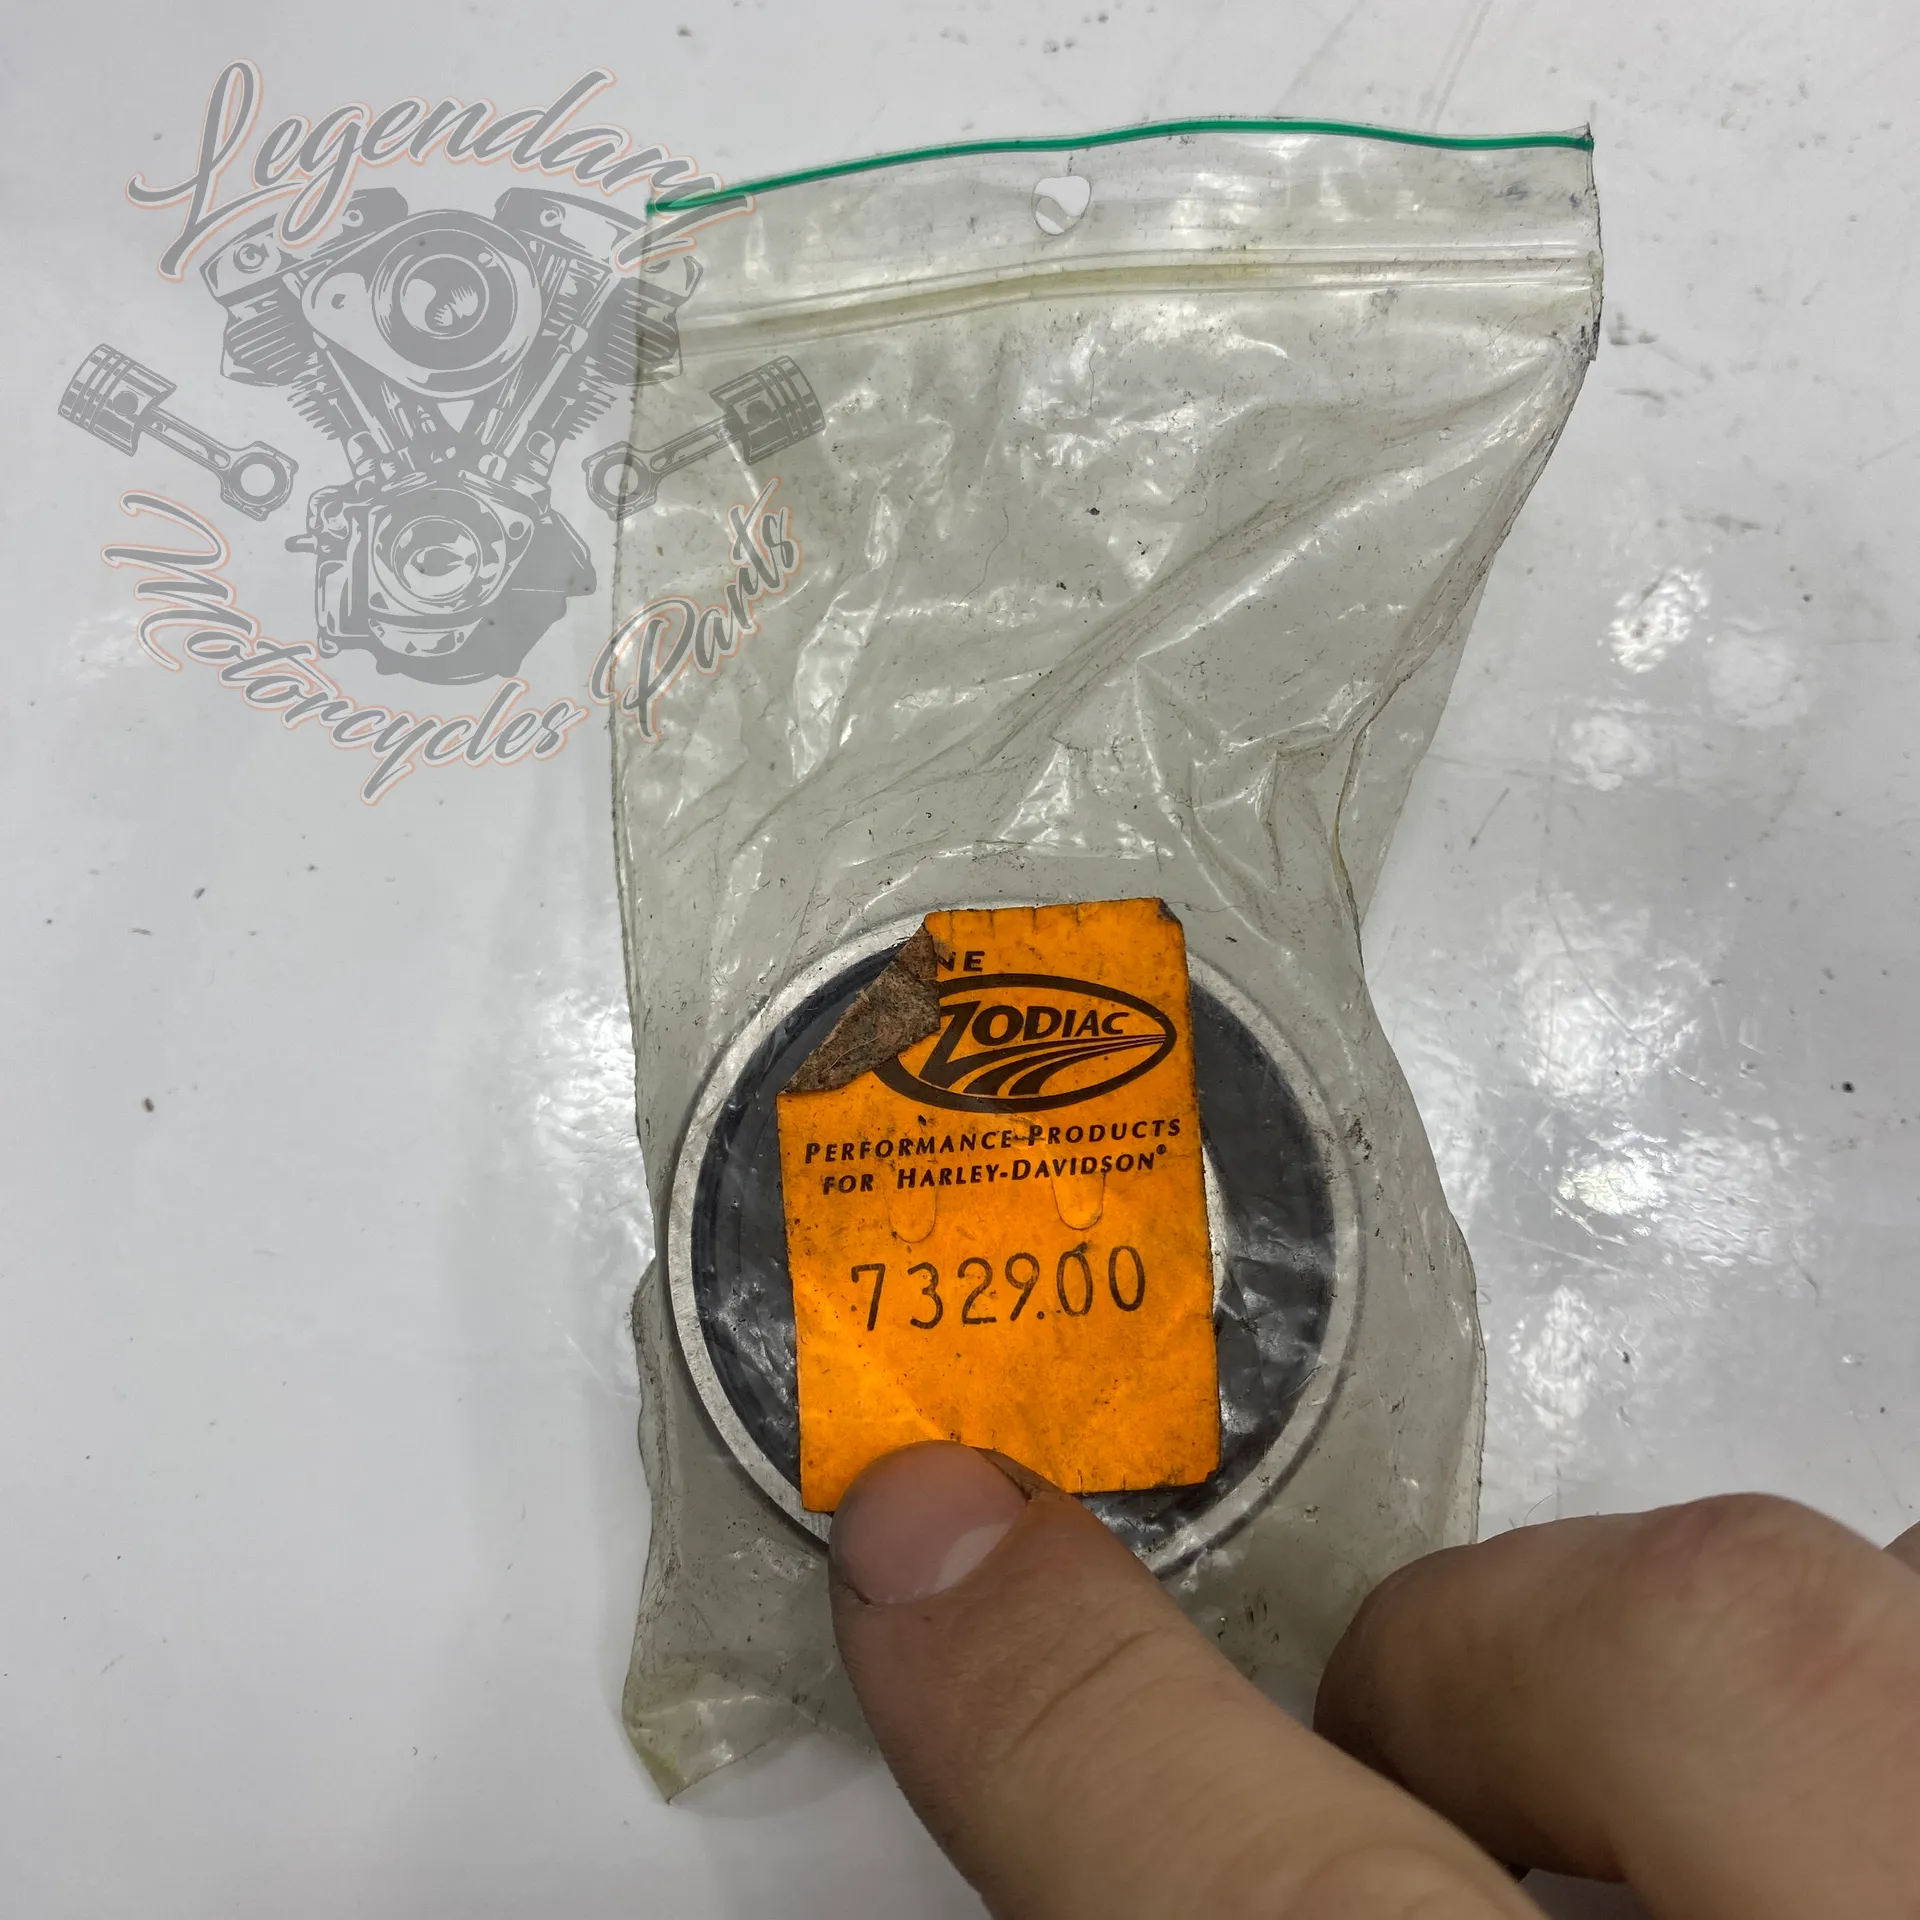 Legendary
Motorcycles Parts
NE
ZODIAC
PERFORMANCE PRODUCTS
FOR HARLEY-DAVIDSON®
7329.00